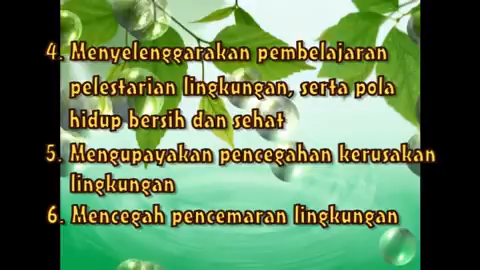 4. Menyelenggarakan pembelajaran
pelestarian lingkungan, serta pola
hidup bersih dan sehat
5. Mengupayakan pencegahan kerusakan
lingkungan
6. Mencegah pencemaran lingkungan